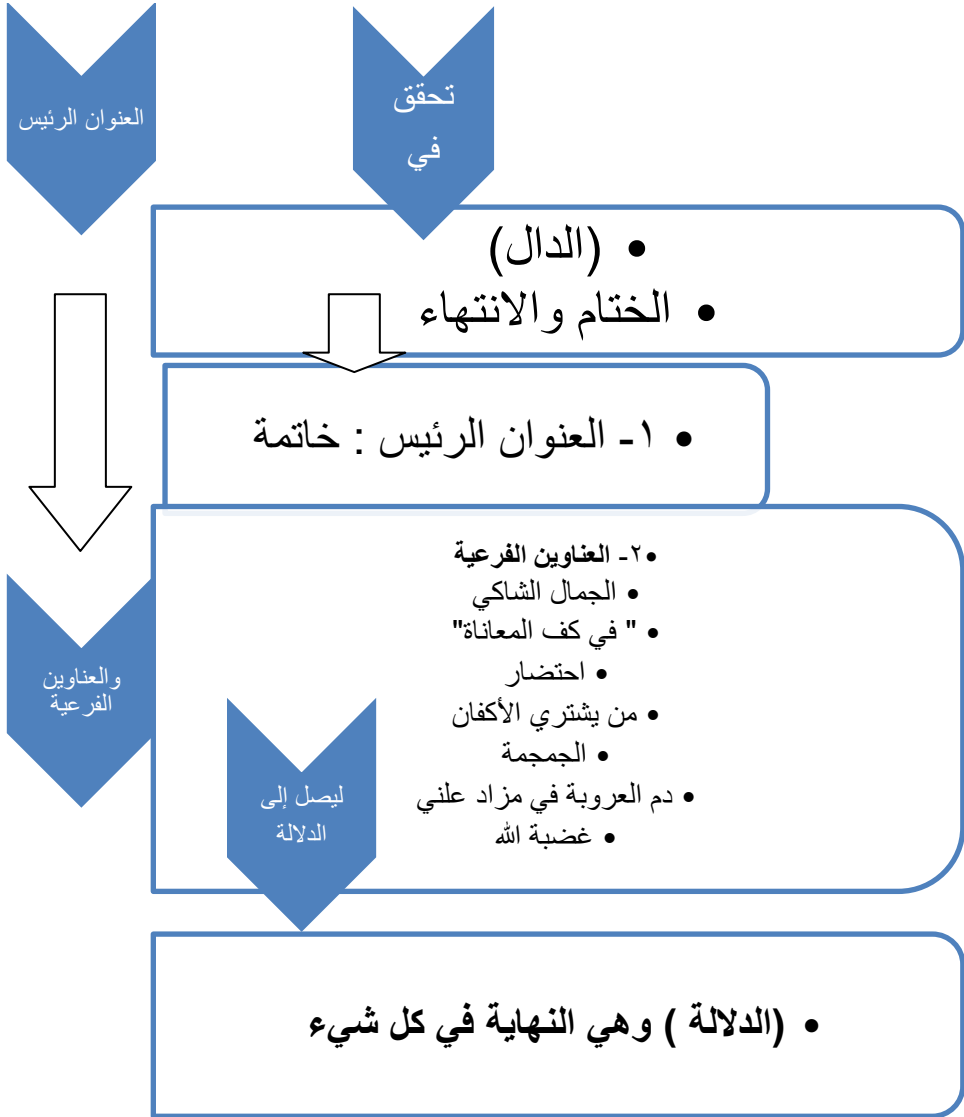 العنوان الرئيس
تحقق
في
• (الدال)
• الختام والانتهاء
• ١- العنوان الرئيس : خاتمة
•٢- العناوين الفرعية
• الجمال الشاكي
• " في كف المعاناة"
• احتضار
• من يشتري الأكفان
• الجمجمة
• دم العروبة في مزاد علني
• غضبة الله
والعناوين
الفرعية
ليصل إلى
الدلالة
• (الدلالة ) وهي النهاية في كل شيء